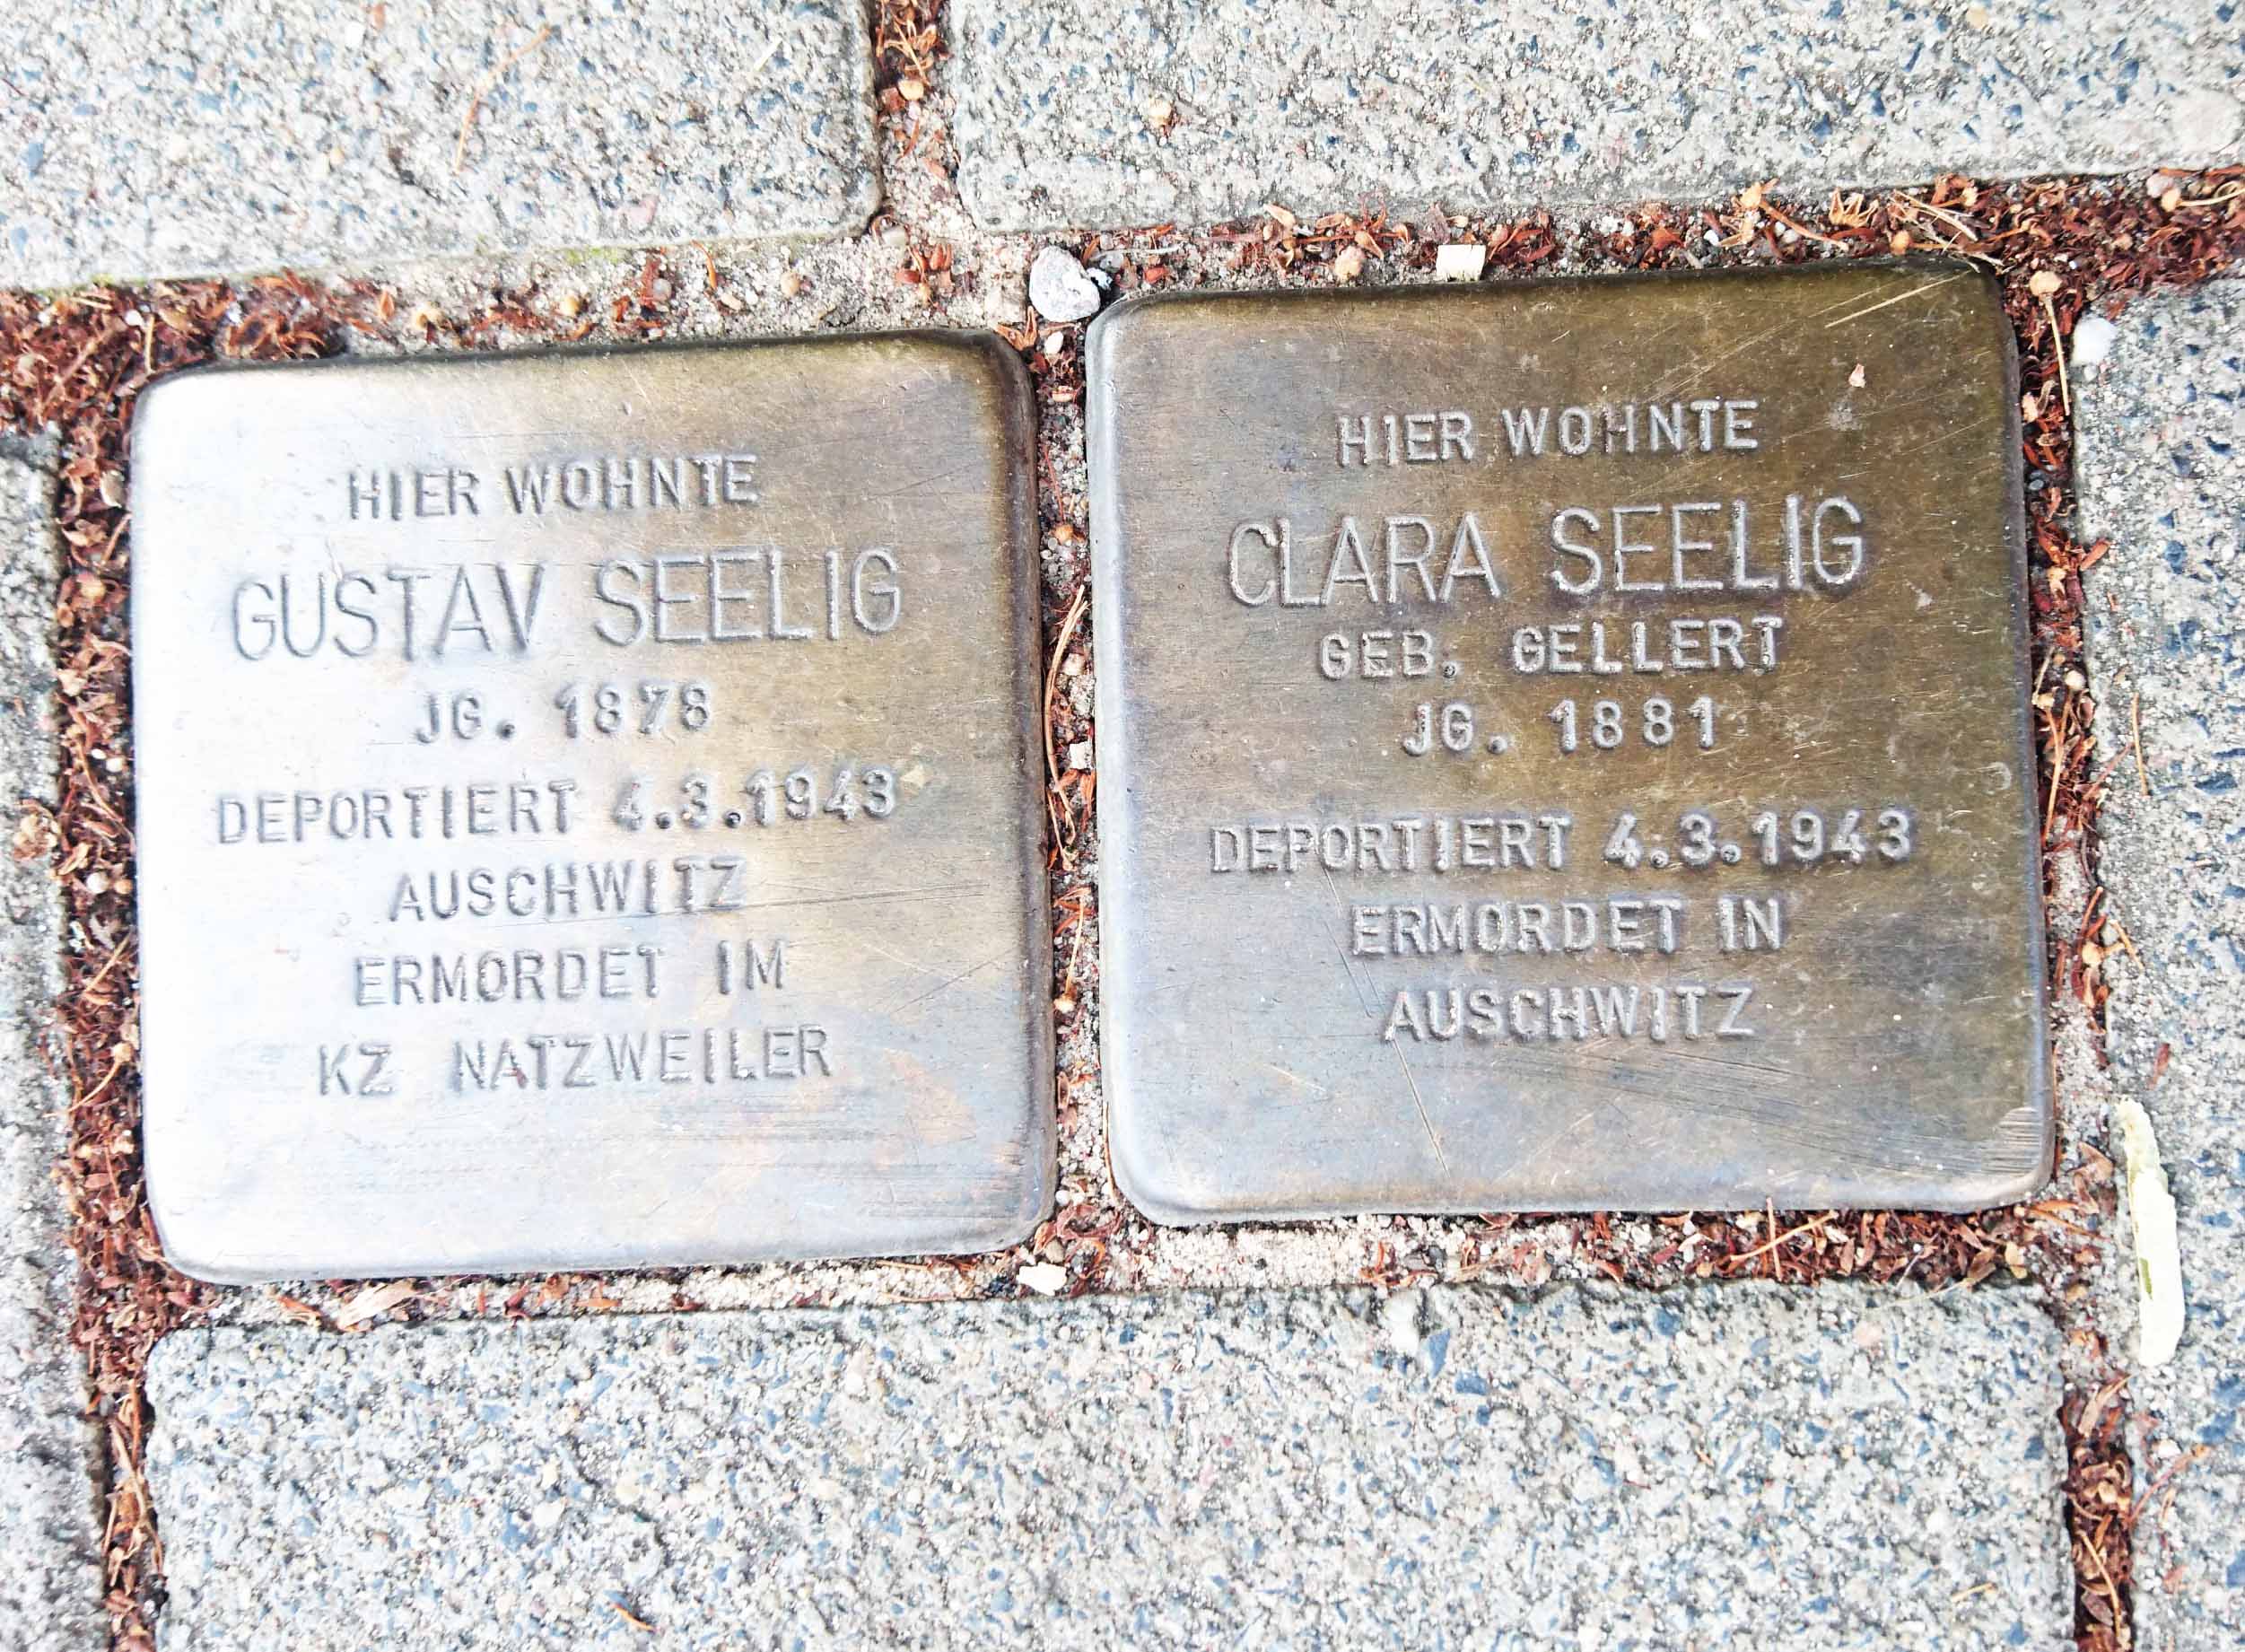 HIER WOHNTE
GUSTAV SEELIG
JG. 1878
DEPORTIERT 4.3.1943
AUSCHWITZ
ERMORDET IM
KZ NATZWEILER
HIER WOHNTE
CLARA SEELIG
GEB. GELLERT
JG. 1881
DEPORTIERT 4.3.1943
ERMORDET IN
AUSCHWITZ